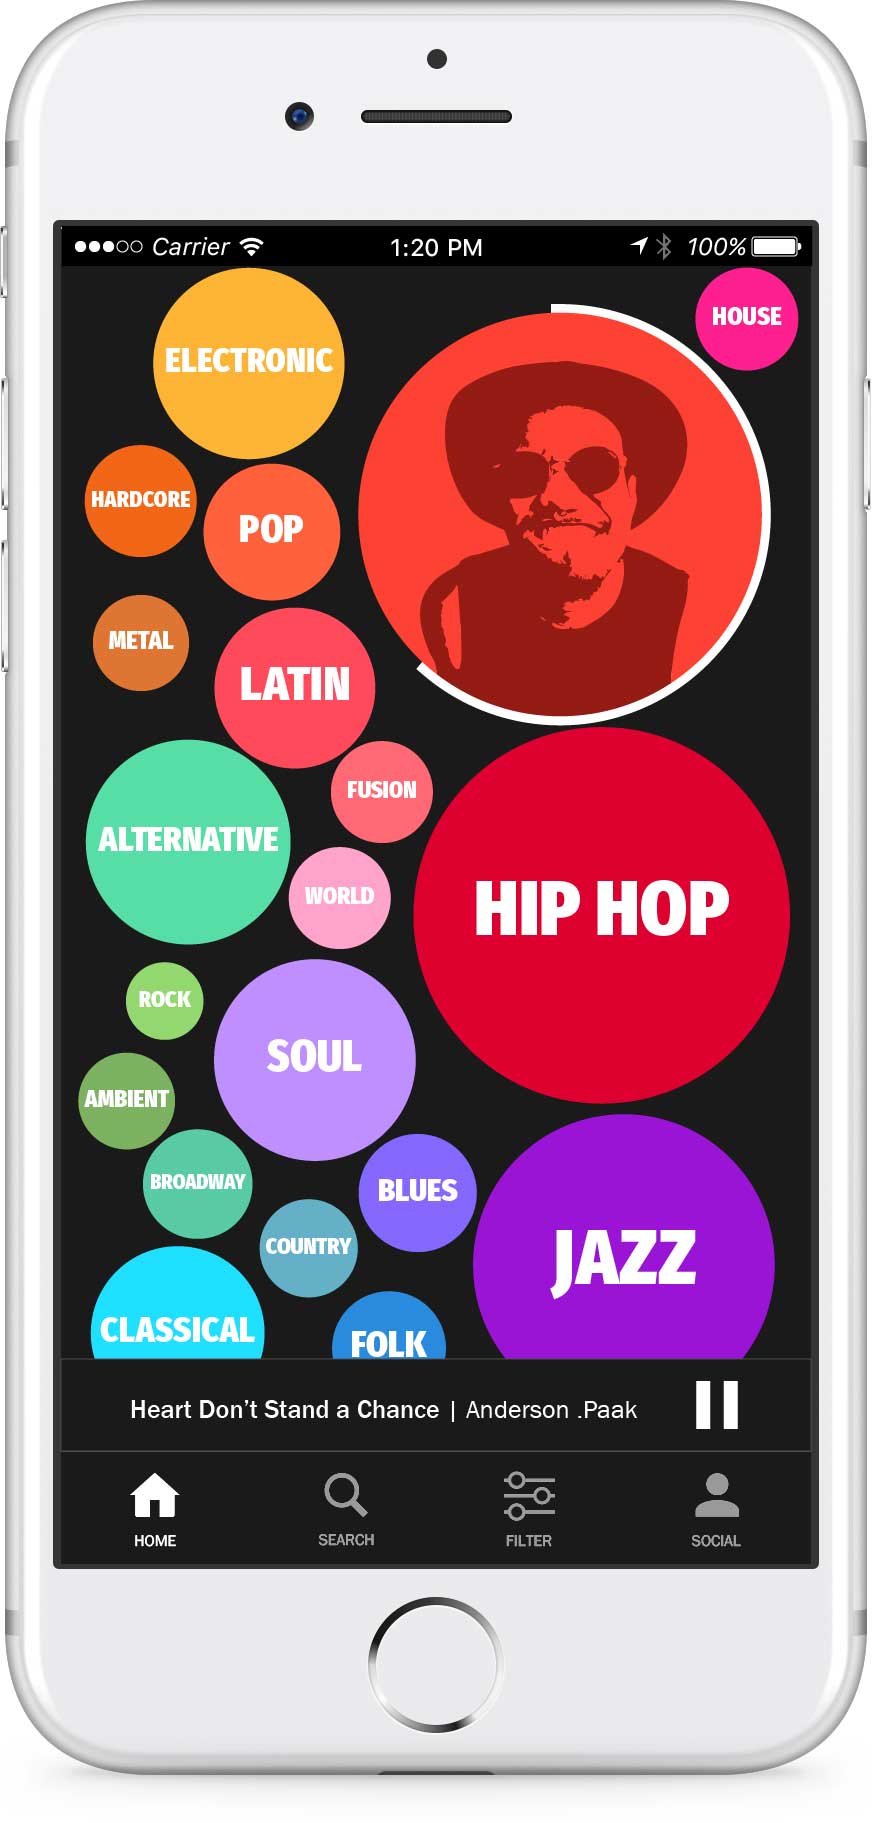 Carrier 1:20 PM 100%
HOUSE
ELECTRONIC
HARDCORE
POP
METAL
LATIN
FUSION
ALTERNATIVE
WORLD
HIP HOP
ROCK
SOUL
AMBIENT
BROADWAY
BLUES
COUNTRY
JAZZ
CLASSICAL
FOLK
Heart Don’t Stand a Chance | Anderson .Paak
HOME SEARCH FILTER SOCIAL